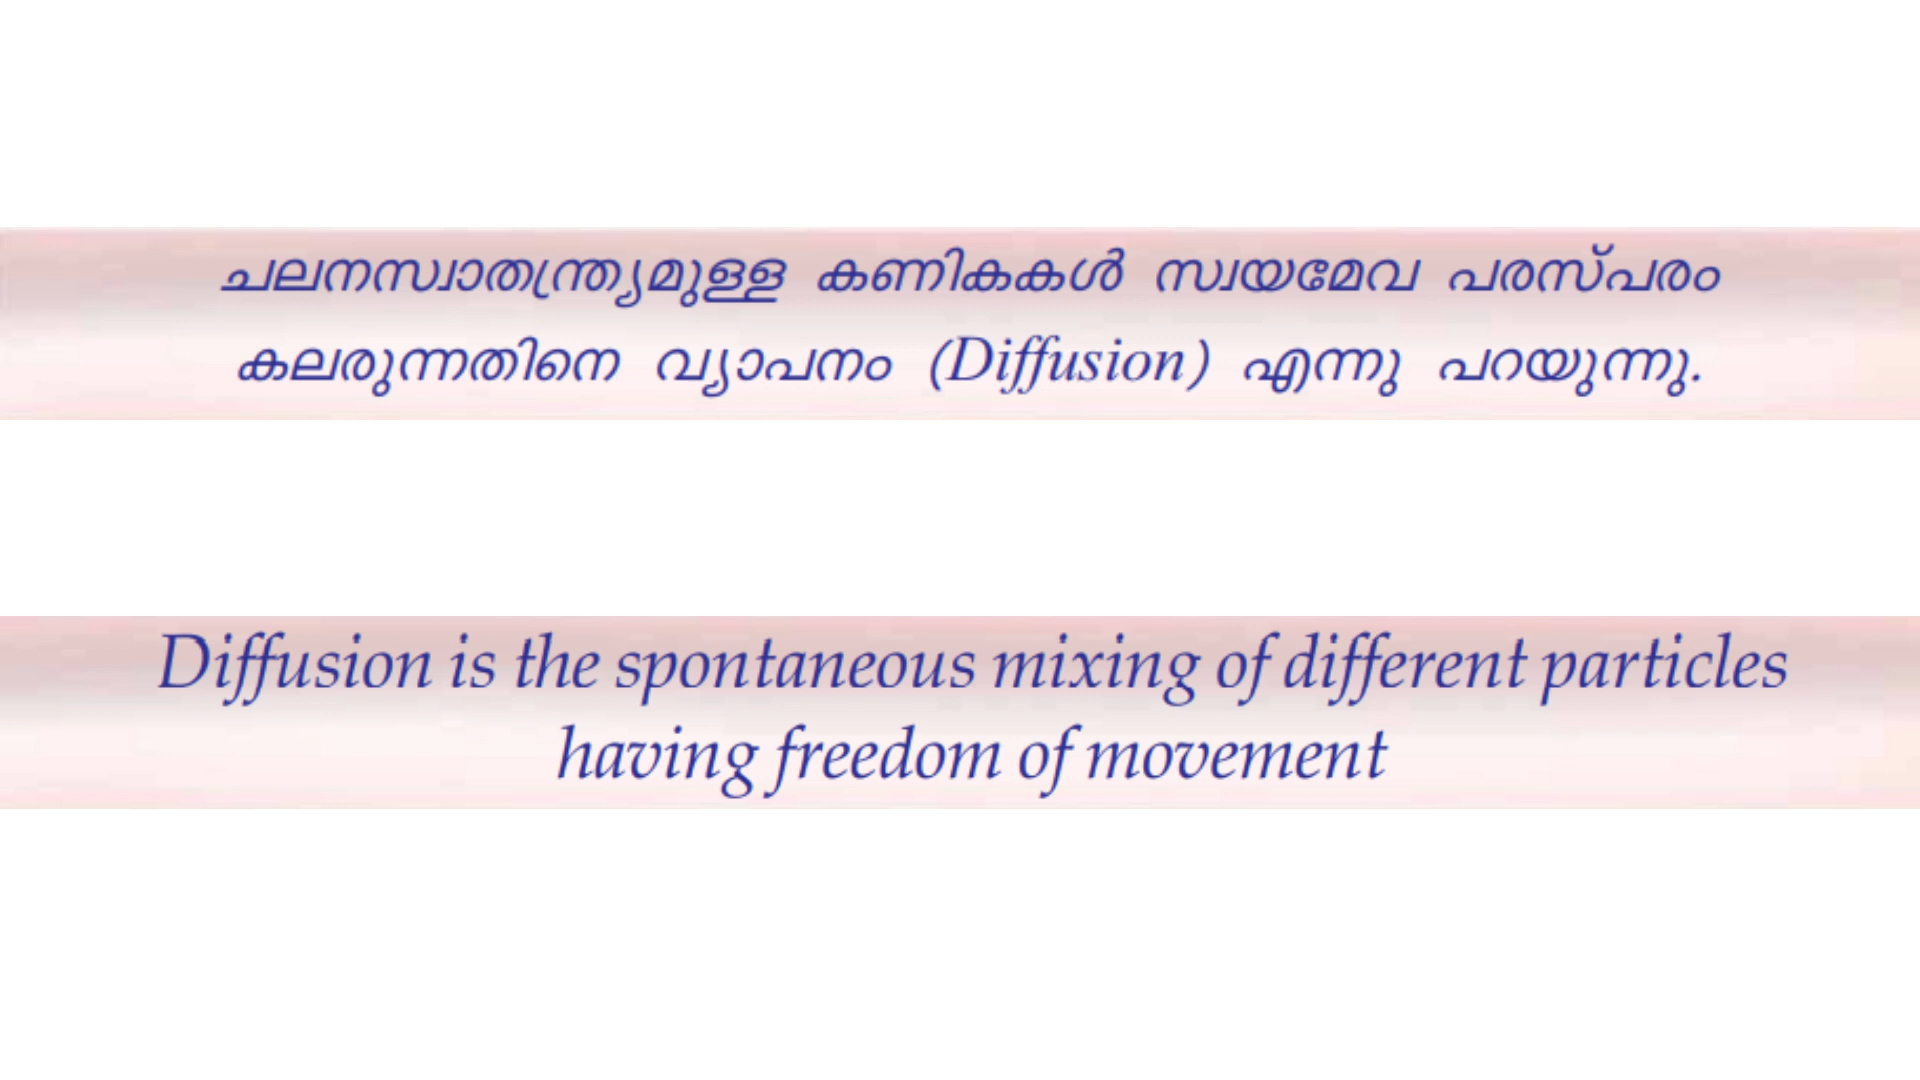 ചലനസ്വാതന്ത്ര്യമുള്ള കണികകൾ സ്വയമേവ പരസ്പരം
കലരുന്നതിനെ വ്യാപനം (Diffusion) എന്നു പറയുന്നു.
Diffusion is the spontaneous mixing of different particles
having freedom of movement